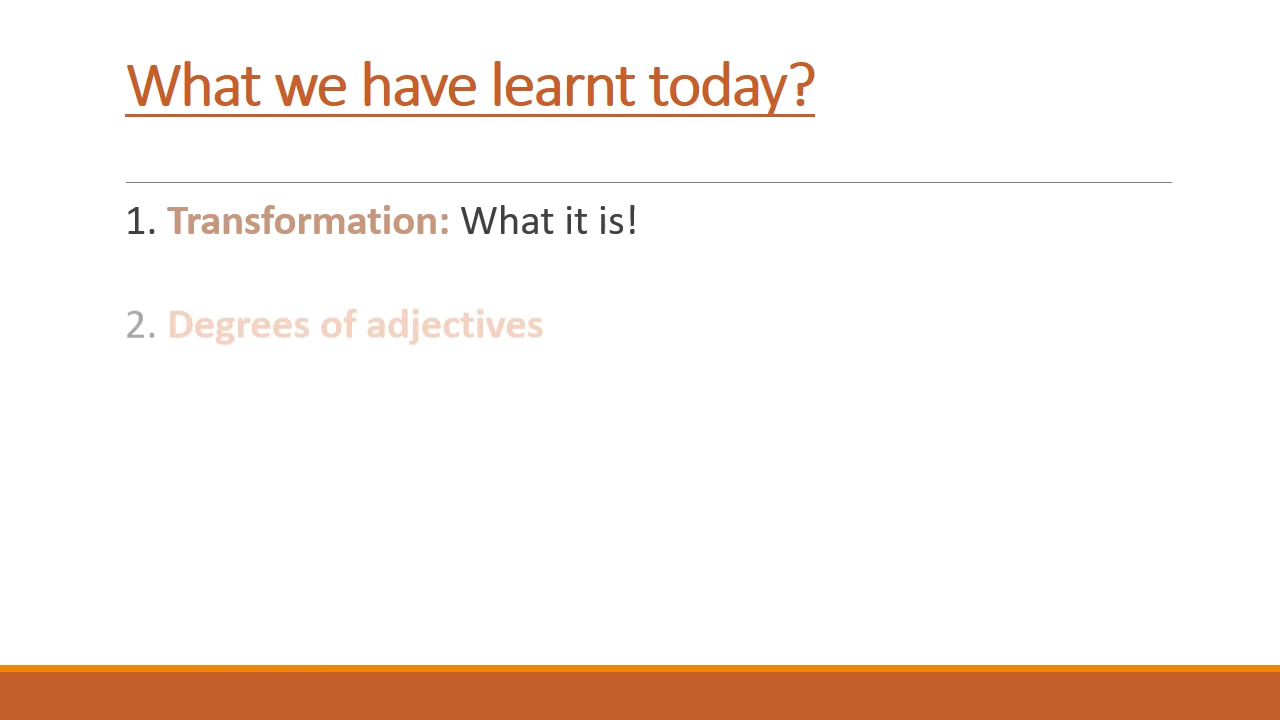 What we have learnt today?
1. Transformation: What it is!
2. Degrees of adjectives